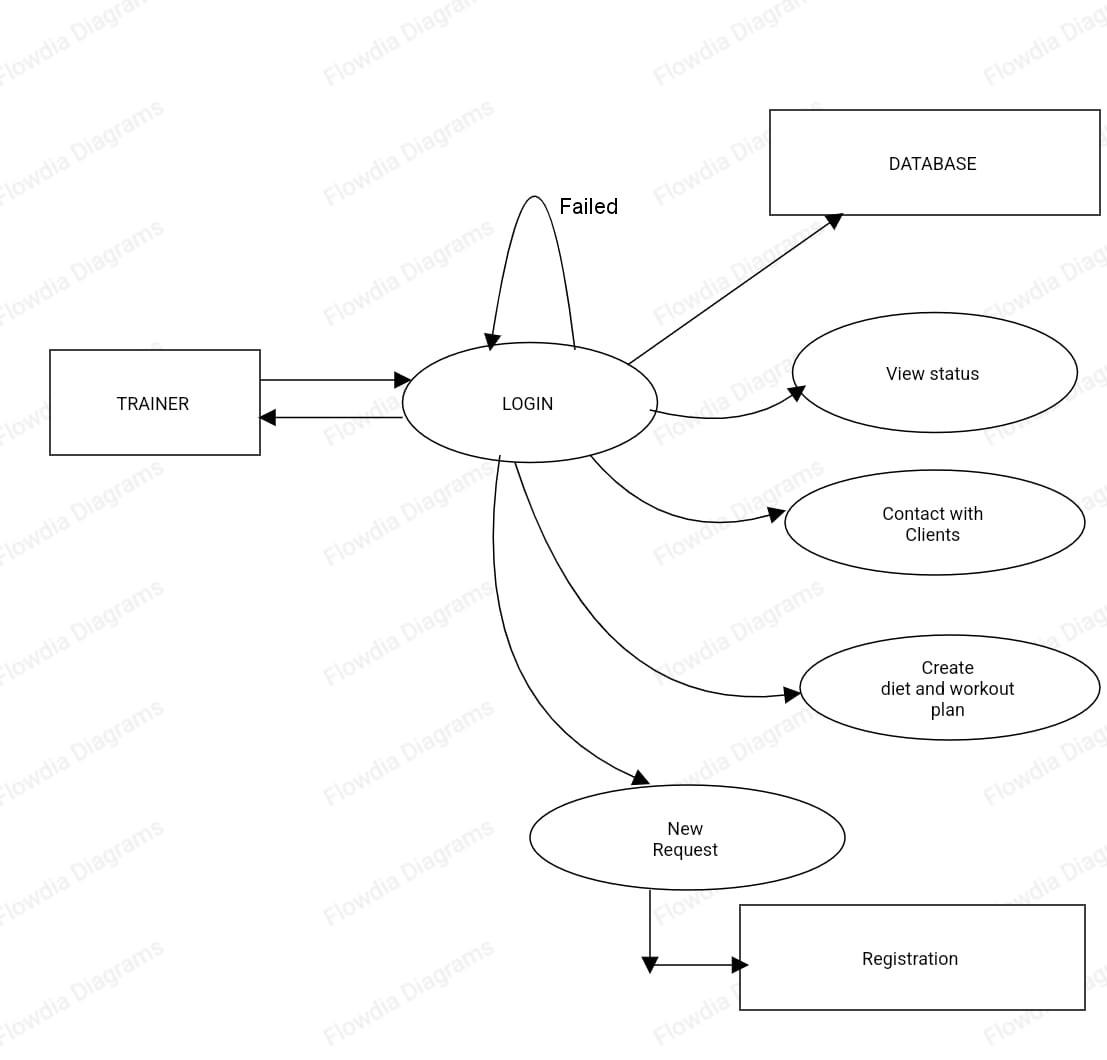 DATABASE
Failed
View status
TRAINER
LOGIN
Contact with
Clients
Create
diet and workout
plan
New
Request
Registration
Flowdia Diagrams